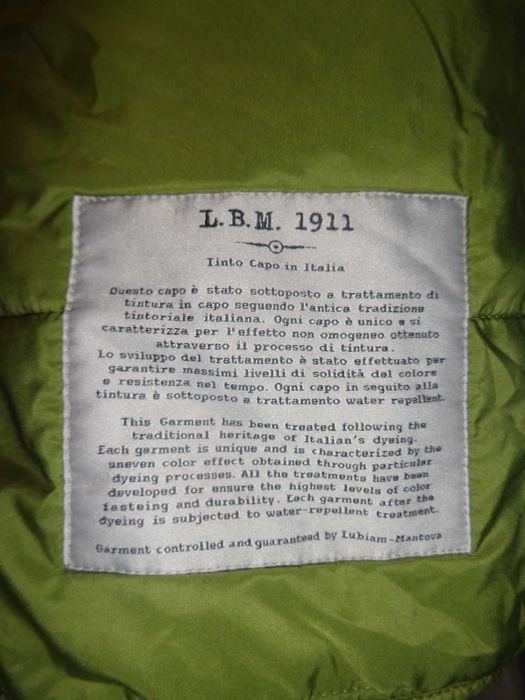 L.B.M. 1911
Tinto Capo in Italia
Questo capo è stato sottoposto a trattamento di
tintura in capo seguendo l'antica tradizione
tintoriale italiana. Ogni capo è unico e si
caratterizza per l'effetto non omogeneo ottenuto
attraverso il processo di tintura.
Lo sviluppo del trattamento è stato effettuato per
garantire massimi livelli di solidità del colore
e resistenza nel tempo. Ogni capo in seguito alla
tintura è sottoposto a trattamento water repellent.
This Garment has been treated following the
traditional heritage of Italian's dyeing.
Each garment is unique and is characterized by the
uneven color effect obtained through particular
dyeing processes. All the treatments have been
developed for ensure the highest levels of color
fasteing and durability. Each garment after the
dyeing is subjected to water-repellent treatment.
Garment controlled and guaranteed by Lubiam-Mantova